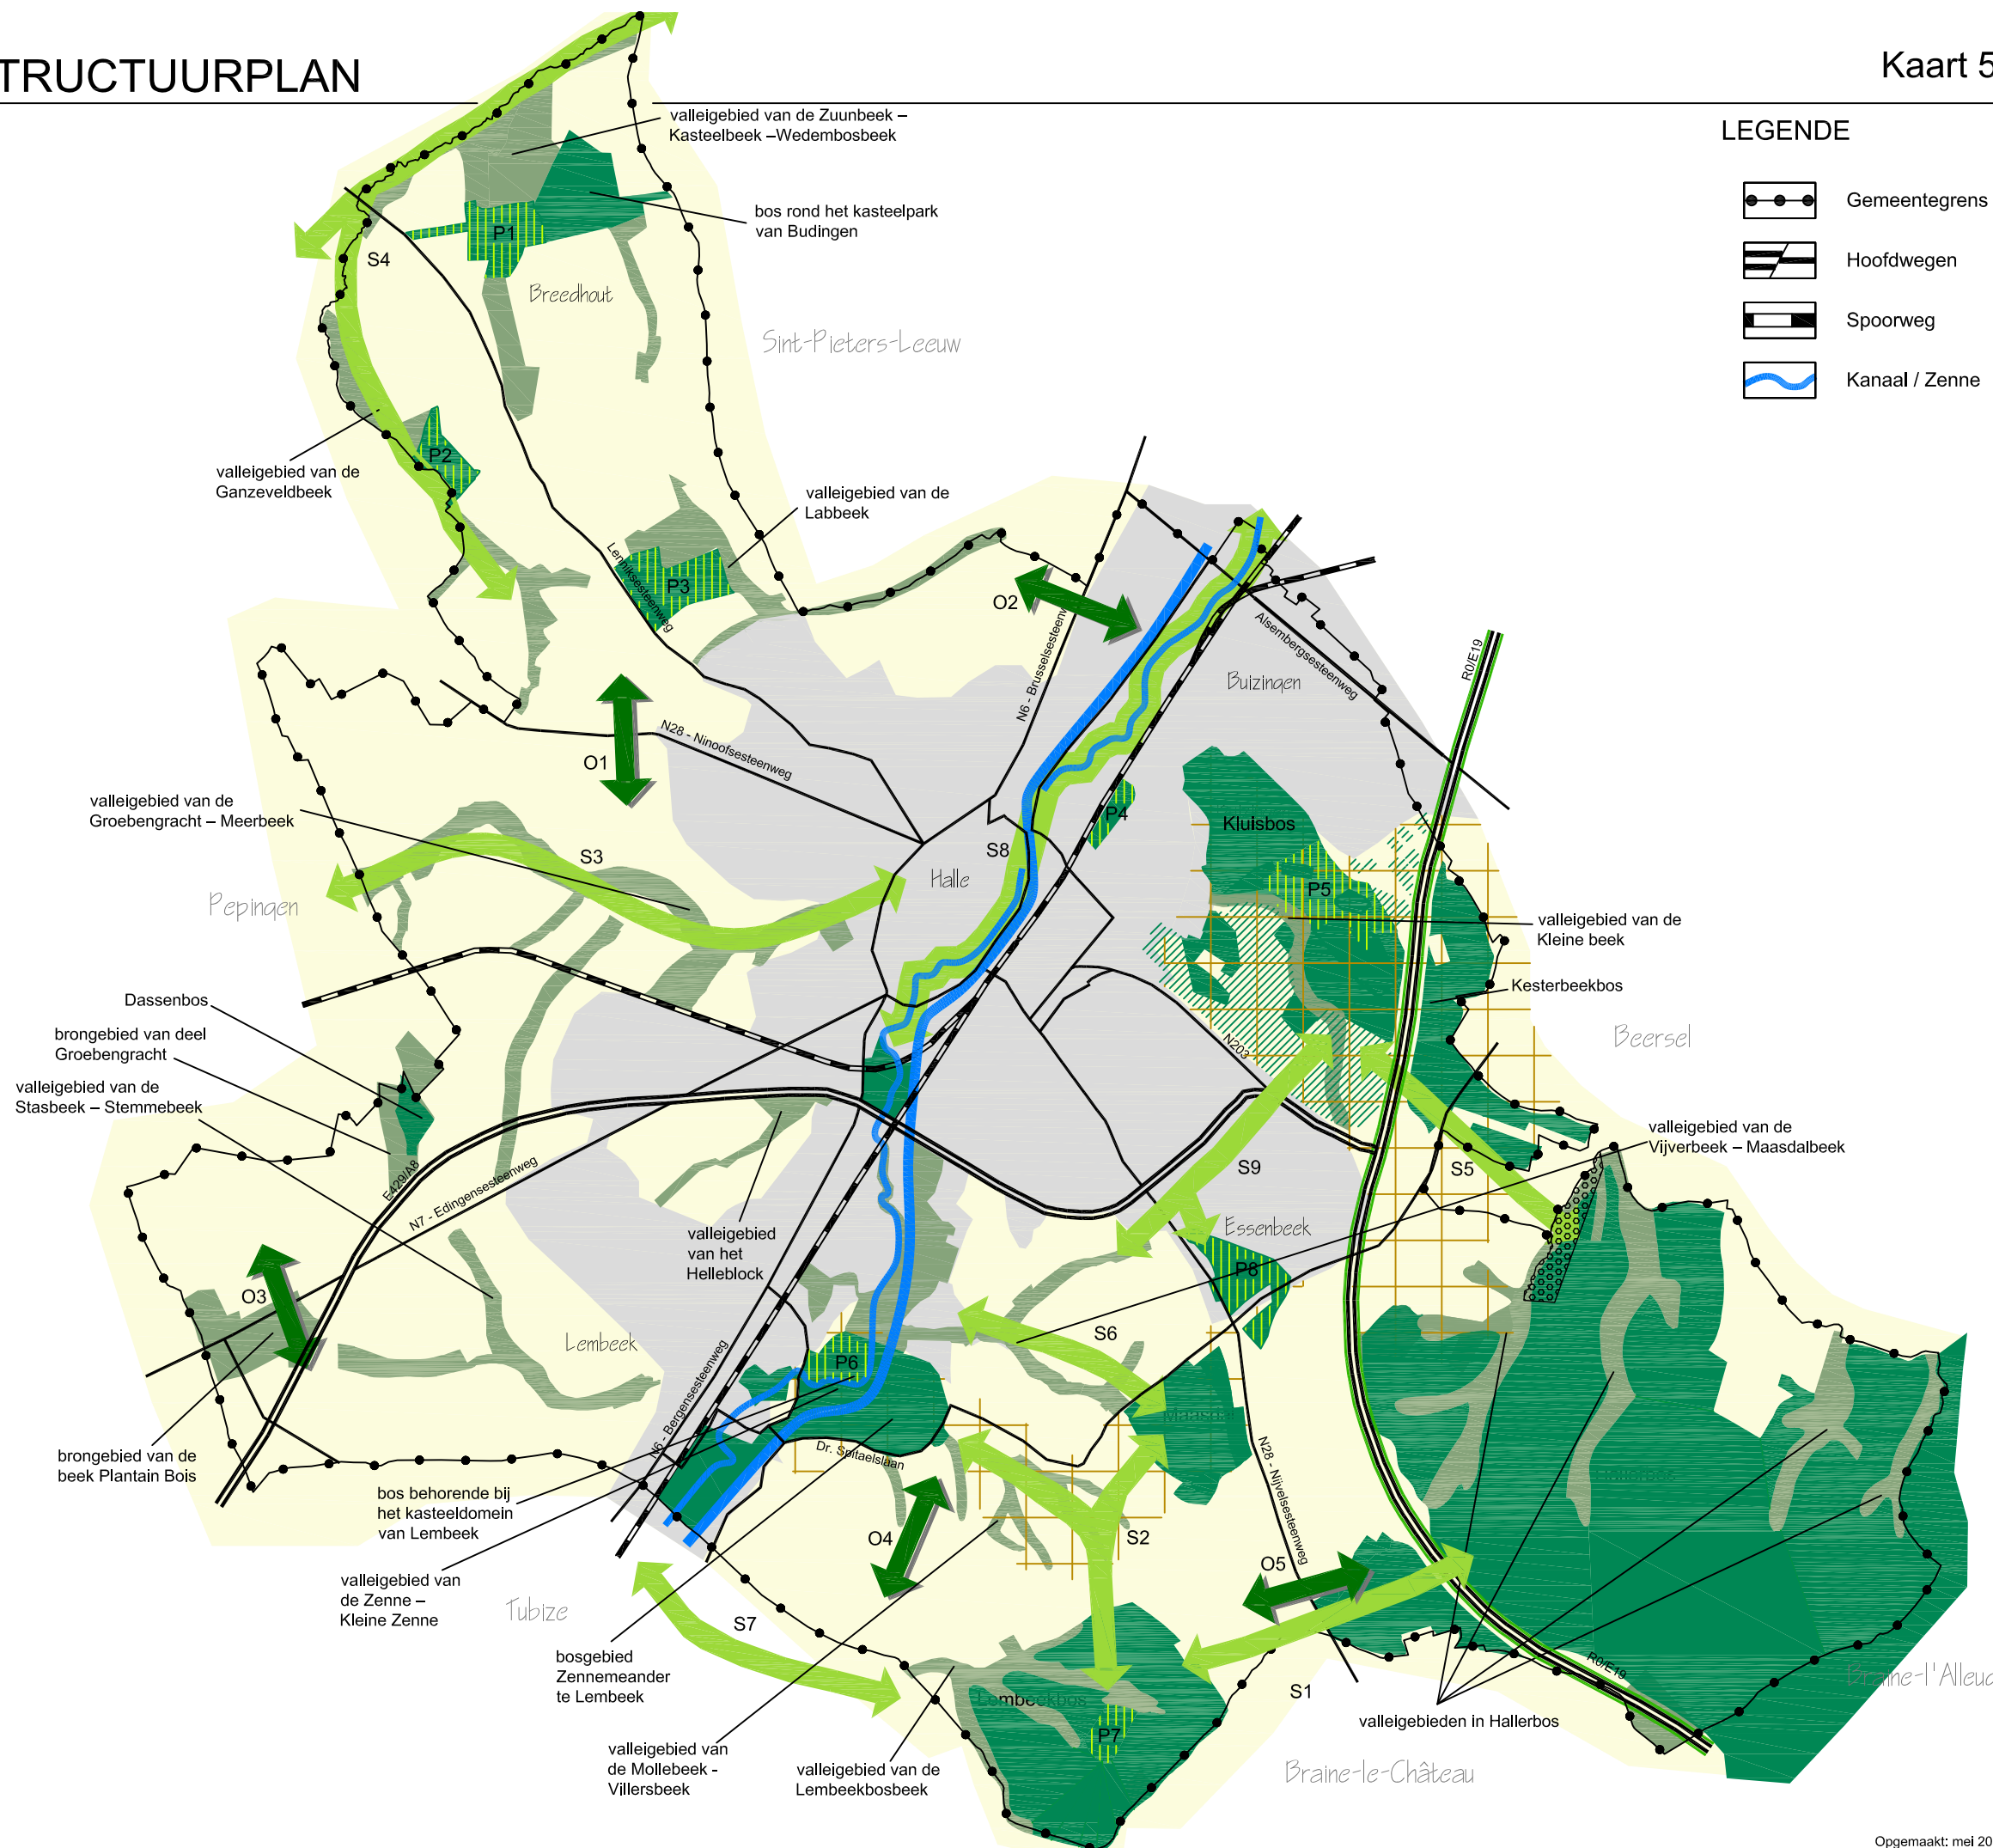 TRUCTUURPLAN
Kaart 5
LEGENDE
Gemeentegrens
Hoofdwegen
Spoorweg
Kanaal / Zenne
valleigebied van de Zuunbeek –
Kasteelbeek –Wedembosbeek
bos rond het kasteelpark
van Budingen
P1
S4
Breedhout
Sint-Pieters-Leeuw
P2
valleigebied van de
Ganzeveldbeek
valleigebied van de
Labbeek
Lenniksesteenweg
P3
O2
N6 - Brusselsesteenweg
Alsembergsesteenweg
R0/E19
Buizingen
O1
N28 - Ninoofsesteenweg
valleigebied van de
Groebengracht – Meerbeek
S3
S8
P4
Kluisbos
P5
Halle
Pepingen
valleigebied van de
Kleine beek
Kesterbeekbos
Beersel
Dassenbos
brongebied van deel
Groebengracht
valleigebied van de
Stasbeek – Stemmebeek
N203
E429/A8
N7 - Edingensesteenweg
valleigebied van de
Vijverbeek – Maasdalbeek
S9
S5
Essenbeek
valleigebied
van het
Helleblock
P8
O3
Lembeek
S6
P6
N6 - Bergensesteenweg
Maasdal
Dr. Spitaelslaan
N28 - Nijvelsesteenweg
Hallerbos
brongebied van de
beek Plantain Bois
bos behorende bij
het kasteeldomein
van Lembeek
O4
S2
O5
valleigebied van
de Zenne –
Kleine Zenne
Tubize
S7
bosgebied
Zennemeander
te Lembeek
R0/E19
Braine-l'Alleud
Lembeekbos
S1
P7
valleigebieden in Hallerbos
valleigebied van
de Mollebeek -
Villersbeek
valleigebied van de
Lembeekbosbeek
Braine-le-Château
Opgemaakt: mei 20